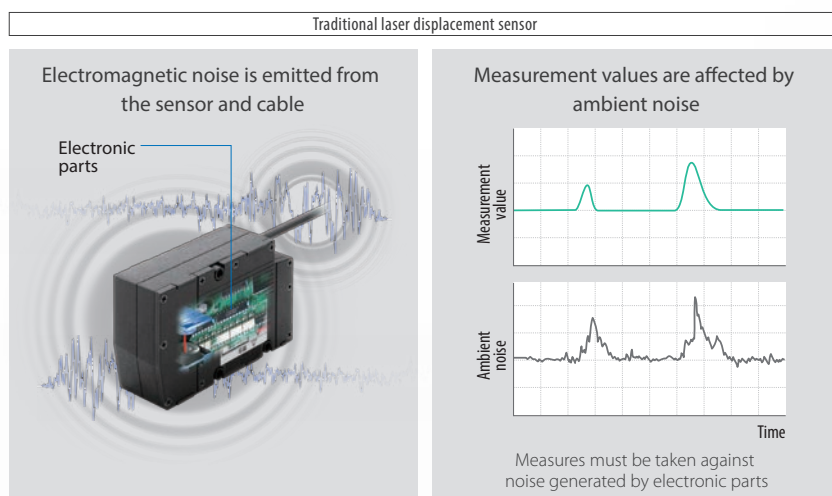 Traditional laser displacement sensor
Electromagnetic noise is emitted from
the sensor and cable
Electronic
parts
Measurement values are affected by
ambient noise
Measurement
value
Ambient
noise
Time
Measures must be taken against
noise generated by electronic parts